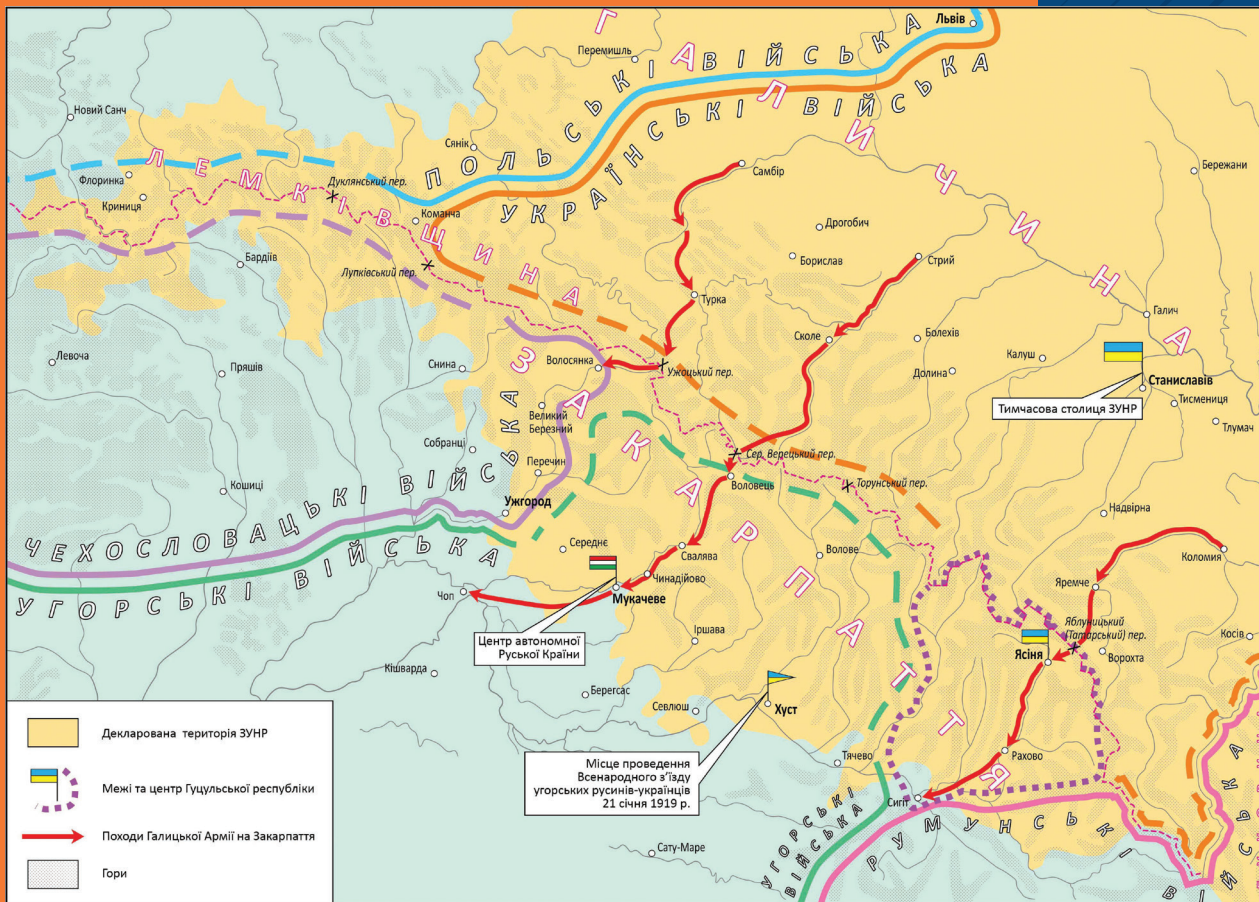 ГАЛИЧИНА
ЛЕМКІВЩИНА
ЗАКАРПАТТЯ
ПОЛЬСЬКІ ВІЙСЬКА
УКРАЇНСЬКІ ВІЙСЬКА
ЧЕХОСЛОВАЦЬКІ ВІЙСЬКА
УГОРСЬКІ ВІЙСЬКА
УГОРСЬКІ
ВІЙСЬКА
РУМУНСЬКІ ВІЙСЬКА
Львів
Перемишль
Новий Санч
Сянік
Самбір
Бережани
Флоринка
Криниця
Дуклянський пер.
Команча
Дрогобич
Борислав
Стрий
Бардіїв
Лупківський пер.
Турка
Галич
Сколе
Болехів
Калуш
Левоча
Пряшів
Снина
Волосянка
Ужоцький пер.
Долина
Станиславів
Тисмениця
Тимчасова столиця ЗУНР
Тлумач
Великий
Березний
Собранці
Перечин
Сер. Верецький пер.
Воловець
Торунський пер.
Кошиці
Ужгород
Надвірна
Середнє
Свалява
Волове
Коломия
Чинадійово
Яремче
Чоп
Мукачеве
Яблуницький
(Татарський) пер.
Косів
Центр автономної
Руської Країни
Іршава
Ясіня
Ворохта
Кішварда
Берегсас
Севлюш
Хуст
Рахово
Тячево
Місце проведення
Всенародного з’їзду
угорських русинів-українців
21 січня 1919 р.
Сигіт
Сату-Маре
Декларована територія ЗУНР
Межі та центр Гуцульської республіки
Походи Галицької Армії на Закарпаття
Гори